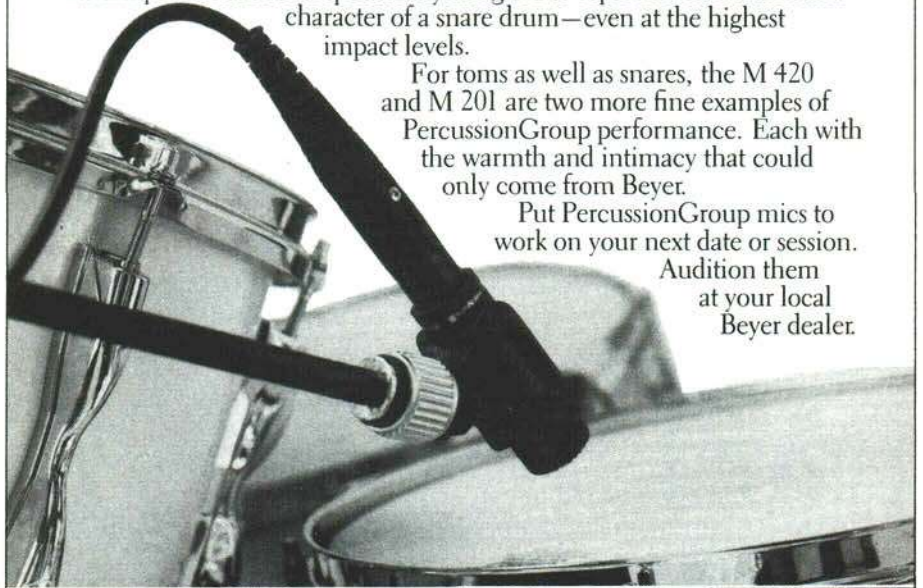 character of a snare drum—even at the highest
impact levels.
For toms as well as snares, the M 420
and M 201 are two more fine examples of
PercussionGroup performance. Each with
the warmth and intimacy that could
only come from Beyer.
Put PercussionGroup mics to
work on your next date or session.
Audition them
at your local
Beyer dealer.